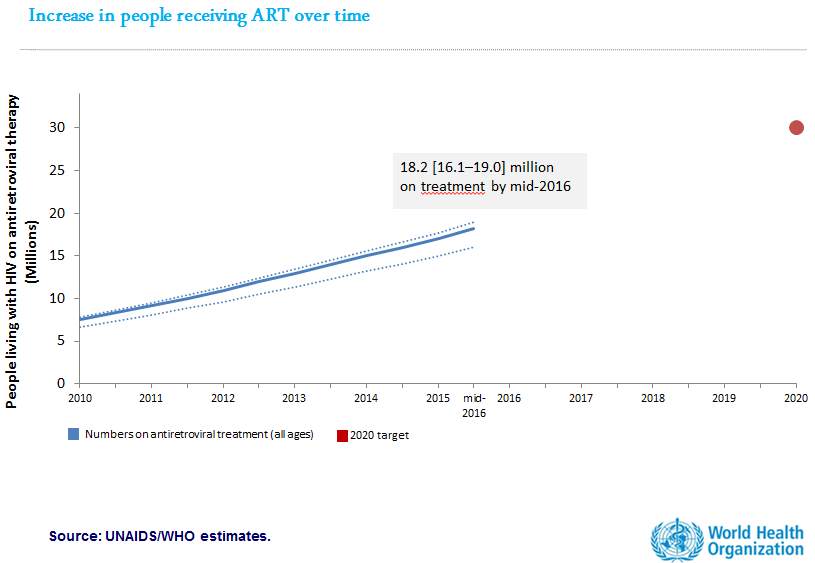 Increase in people receiving ART over time
People living with HIV on antiretroviral therapy
(Millions)
30
25
20
15
10
5
0
18.2 [16.1–19.0] million
on treatment by mid-2016
2010 2011 2012 2013 2014 2015 mid-2016 2016 2017 2018 2019 2020
Numbers on antiretroviral treatment (all ages) 2020 target
Source: UNAIDS/WHO estimates.
World Health
Organization